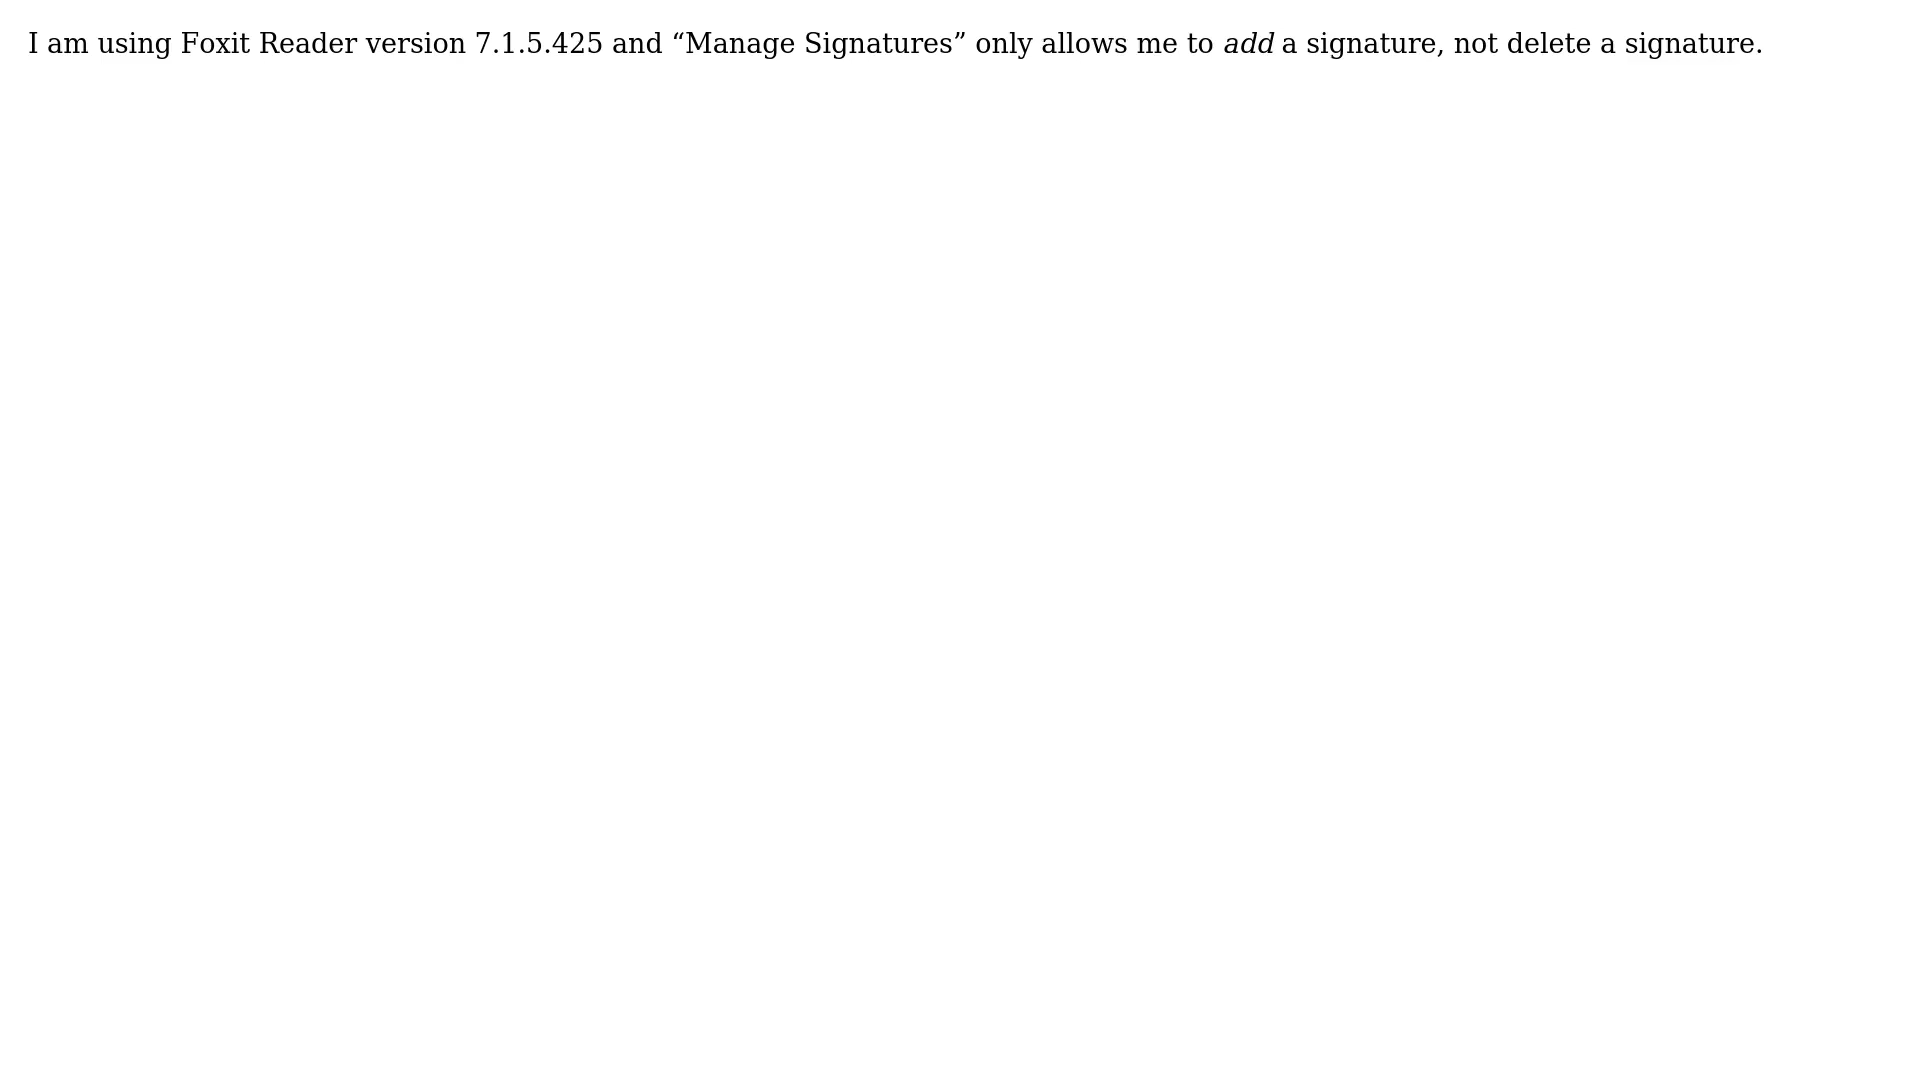 I am using Foxit Reader version 7.1.5.425 and “Manage Signatures” only allows me to add a signature, not delete a signature.